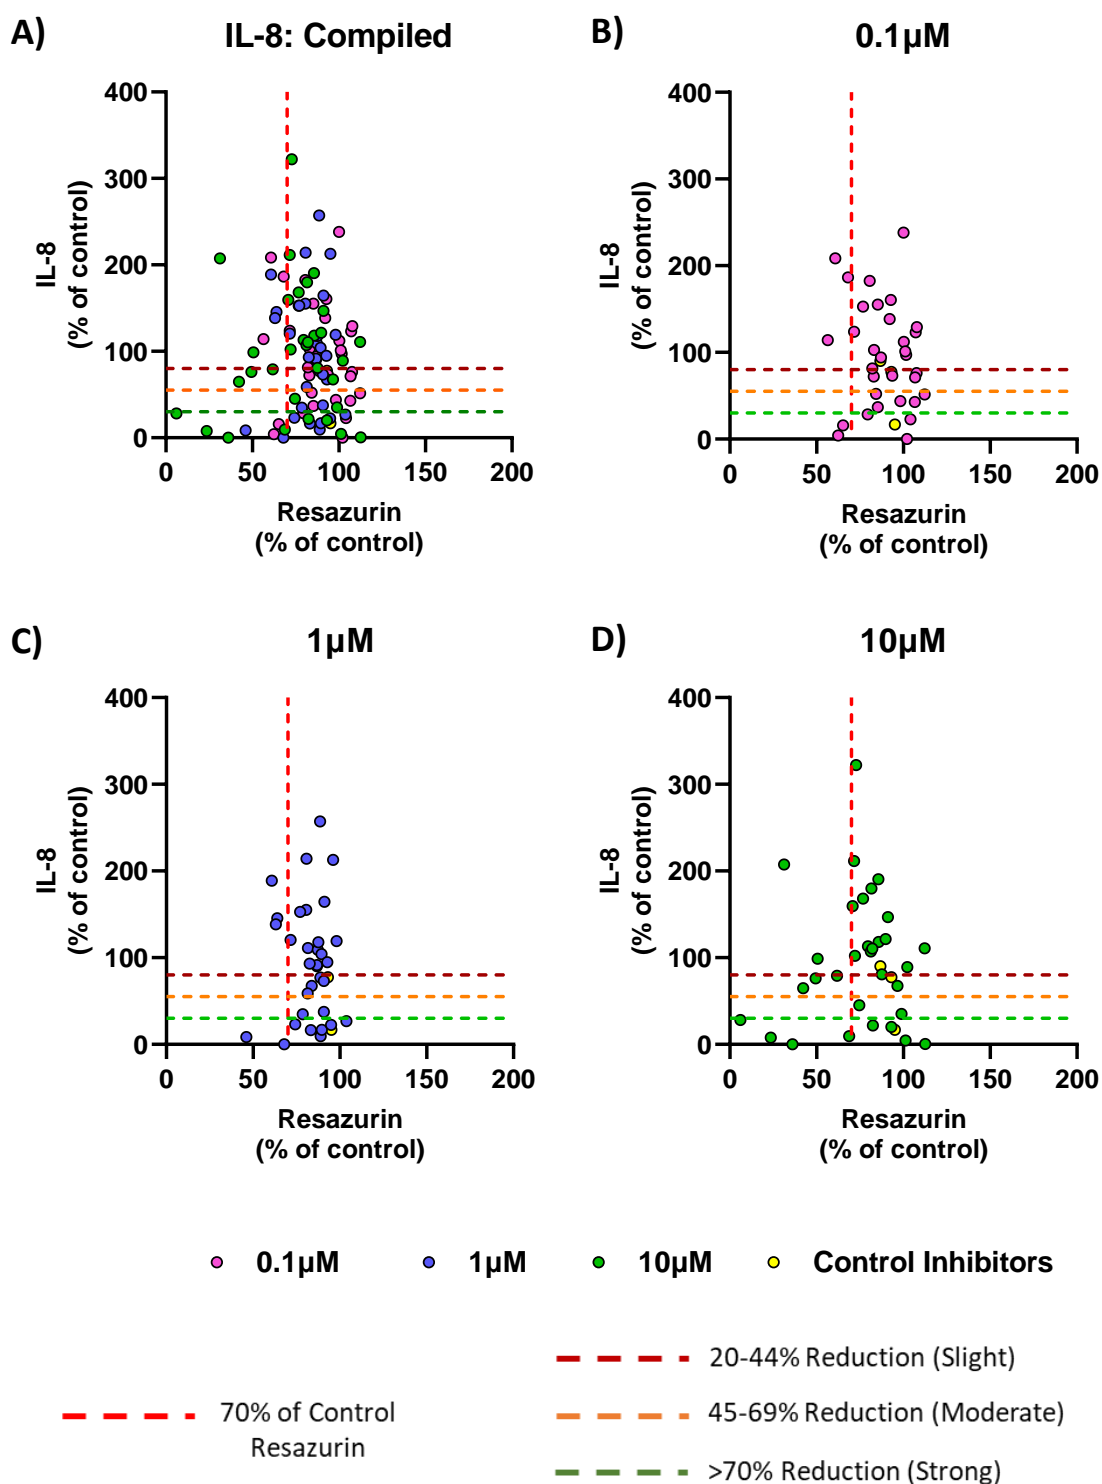 A) IL-8: Compiled
400
300
200
100
0
0 50 100 150 200
IL-8
(% of control)
Resazurin
(% of control)
B) 0.1µM
400
300
200
100
0
0 50 100 150 200
IL-8
(% of control)
Resazurin
(% of control)
C) 1µM
400
300
200
100
0
0 50 100 150 200
IL-8
(% of control)
Resazurin
(% of control)
D) 10µM
400
300
200
100
0
0 50 100 150 200
IL-8
(% of control)
Resazurin
(% of control)
0.1µM 1µM 10µM Control Inhibitors
70% of Control
Resazurin
20-44% Reduction (Slight)
45-69% Reduction (Moderate)
>70% Reduction (Strong)